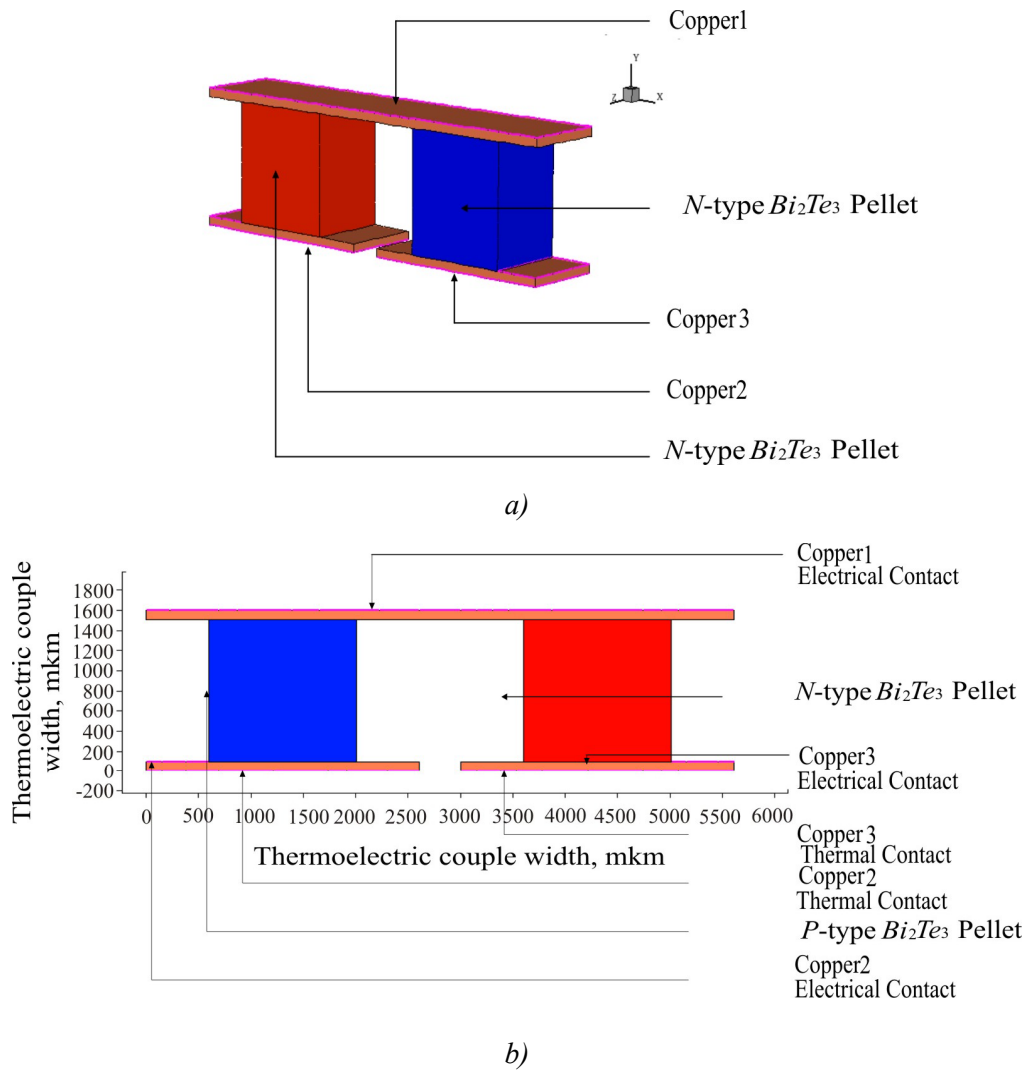 Copper1
Y
Z
X
N-type Bi₂Te₃ Pellet
Copper3
Copper2
N-type Bi₂Te₃ Pellet
a)
Thermoelectric couple
width, mkm
1800
1600
1400
1200
1000
800
600
400
200
0
-200
0 500 1000 1500 2000 2500 3000 3500 4000 4500 5000 5500 6000
Thermoelectric couple width, mkm
Copper1
Electrical Contact
N-type Bi₂Te₃ Pellet
Copper3
Electrical Contact
Copper3
Thermal Contact
Copper2
Thermal Contact
P-type Bi₂Te₃ Pellet
Copper2
Electrical Contact
b)